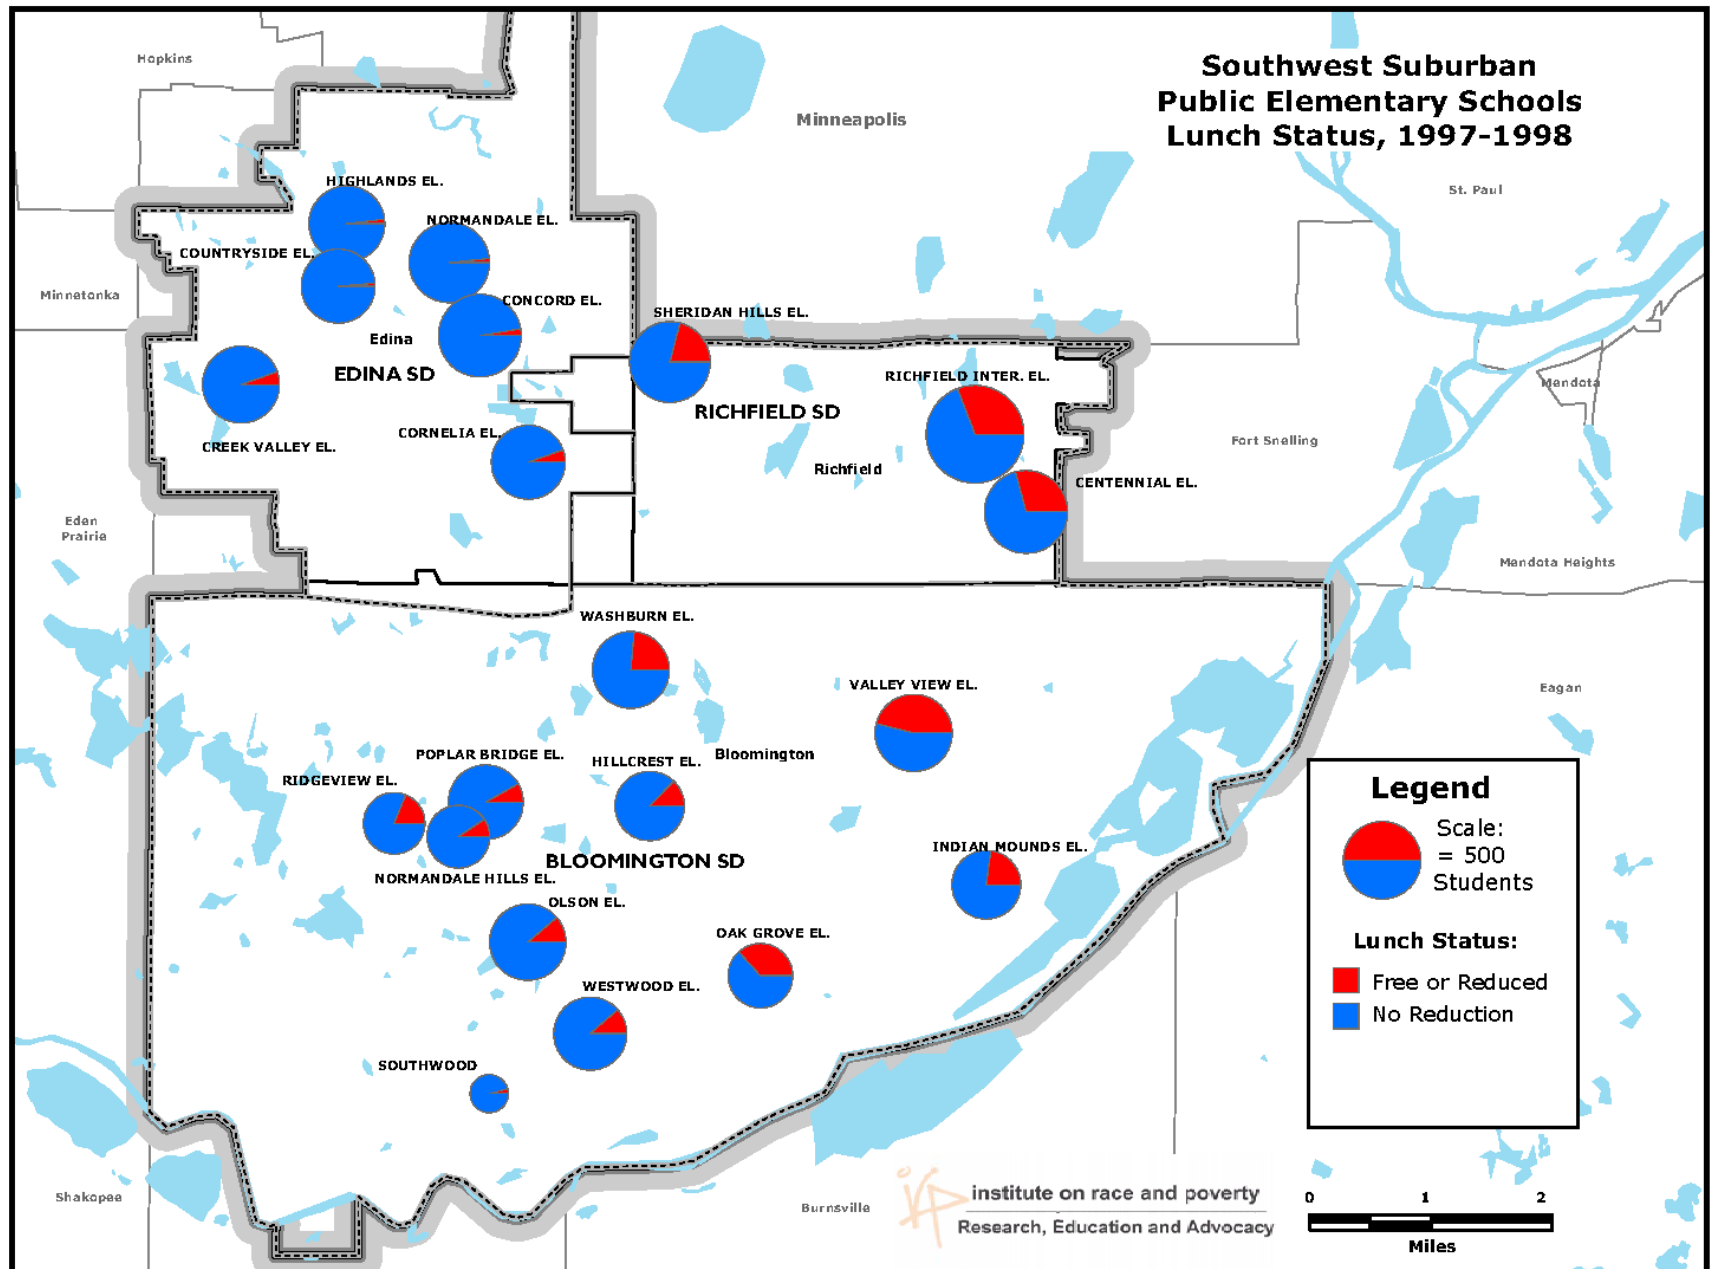 Southwest Suburban
Public Elementary Schools
Lunch Status, 1997-1998
Hopkins
Minneapolis
St. Paul
HIGHLANDS EL.
NORMANDALE EL.
COUNTRYSIDE EL.
Minnetonka
CONCORD EL.
SHERIDAN HILLS EL.
Edina
EDINA SD
RICHFIELD INTER. EL.
Mendota
RICHFIELD SD
CORNELIA EL.
CREEK VALLEY EL.
Fort Snelling
Richfield
CENTENNIAL EL.
Eden
Prairie
Mendota Heights
WASHBURN EL.
VALLEY VIEW EL.
Eagan
POPLAR BRIDGE EL.
Bloomington
HILLCREST EL.
RIDGEVIEW EL.
BLOOMINGTON SD
INDIAN MOUNDS EL.
NORMANDALE HILLS EL.
OLSON EL.
OAK GROVE EL.
WESTWOOD EL.
SOUTHWOOD
Legend
Scale:
= 500
Students
Lunch Status:
Free or Reduced
No Reduction
Shakopee
Burnsville
institute on race and poverty
Research, Education and Advocacy
0 1 2
Miles